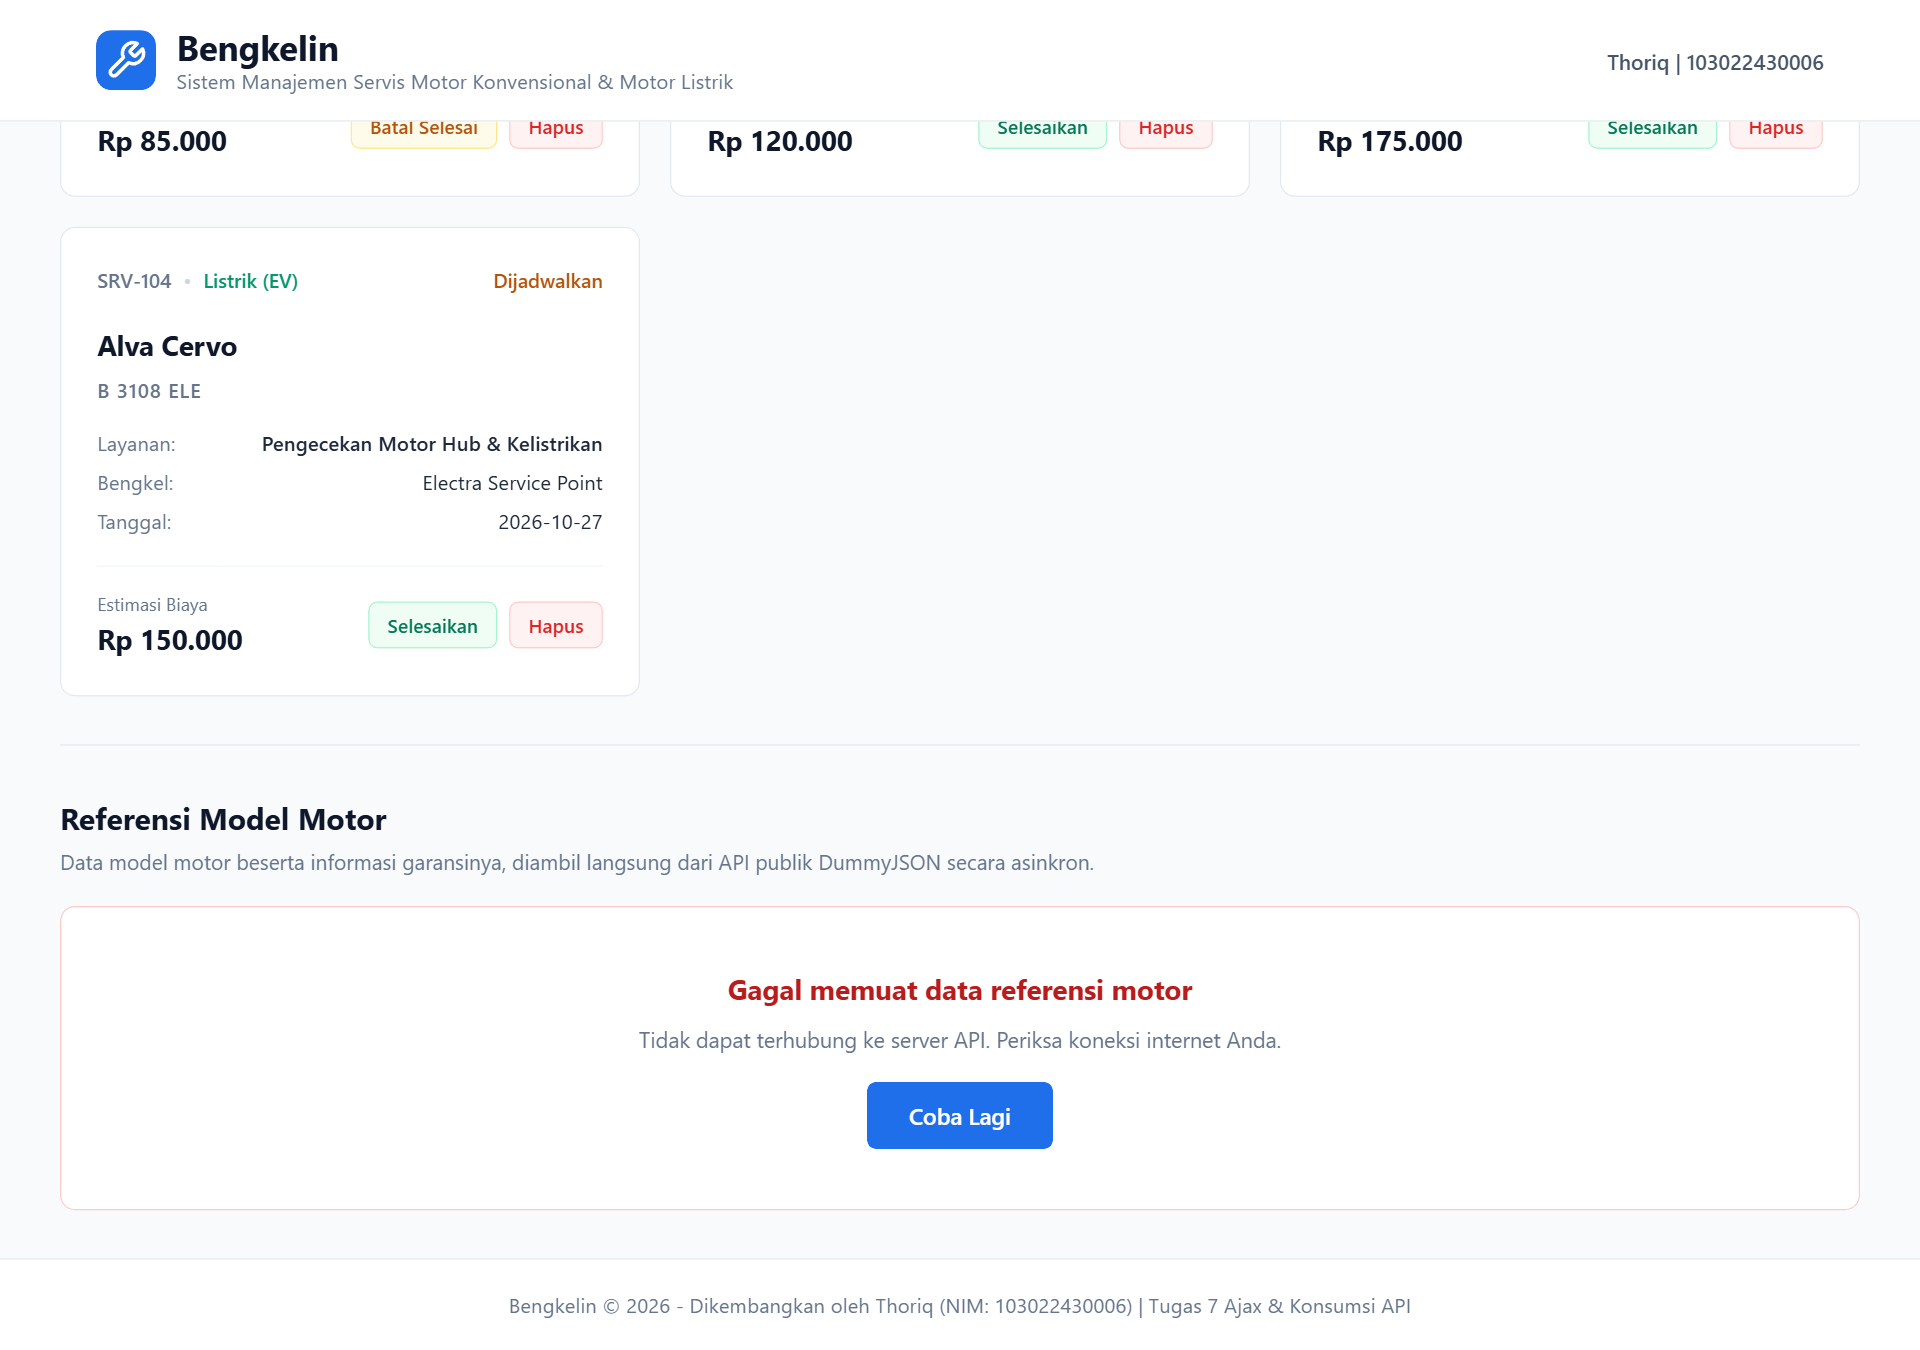 Bengkelin
Sistem Manajemen Servis Motor Konvensional & Motor Listrik
Thoriq | 103022430006
Rp 85.000
Batal Selesai
Hapus
Rp 120.000
Selesaikan
Hapus
Rp 175.000
Selesaikan
Hapus
SRV-104 • Listrik (EV)
Dijadwalkan
Alva Cervo
B 3108 ELE
Layanan: Pengecekan Motor Hub & Kelistrikan
Bengkel: Electra Service Point
Tanggal: 2026-10-27
Estimasi Biaya
Rp 150.000
Selesaikan
Hapus
Referensi Model Motor
Data model motor beserta informasi garansinya, diambil langsung dari API publik DummyJSON secara asinkron.
Gagal memuat data referensi motor
Tidak dapat terhubung ke server API. Periksa koneksi internet Anda.
Coba Lagi
Bengkelin © 2026 - Dikembangkan oleh Thoriq (NIM: 103022430006) | Tugas 7 Ajax & Konsumsi API